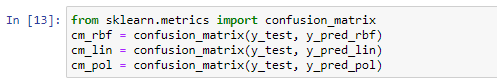 In [13]: from sklearn.metrics import confusion_matrix
cm_rbf = confusion_matrix(y_test, y_pred_rbf)
cm_lin = confusion_matrix(y_test, y_pred_lin)
cm_pol = confusion_matrix(y_test, y_pred_pol)